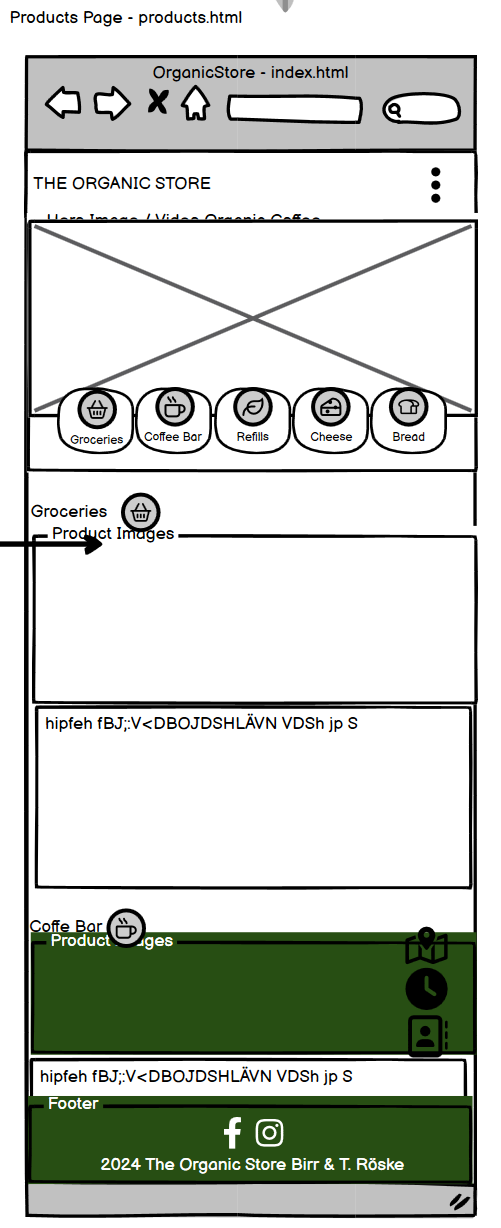 Products Page - products.html
OrganicStore - index.html
THE ORGANIC STORE
Hero Image / Video Organic Coffee
Groceries
Coffee Bar
Refills
Cheese
Bread
Groceries
Product Images
hipfeh fBJ;:V<DBOJDSHLÄVN VDSh jp S
Coffe Bar
Product ages
hipfeh fBJ;:V<DBOJDSHLÄVN VDSh jp S
Footer
2024 The Organic Store Birr & T. Röske